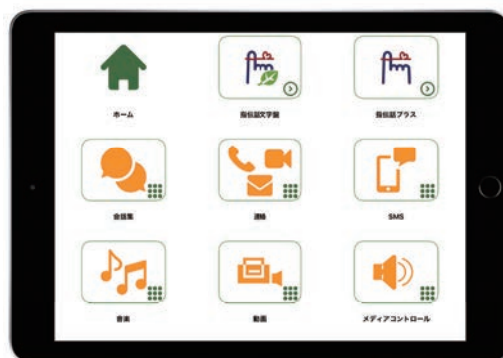 ホーム
指伝話文字盤
指伝話プラス
会話集
連絡
SMS
音楽
動画
メディアコントロール